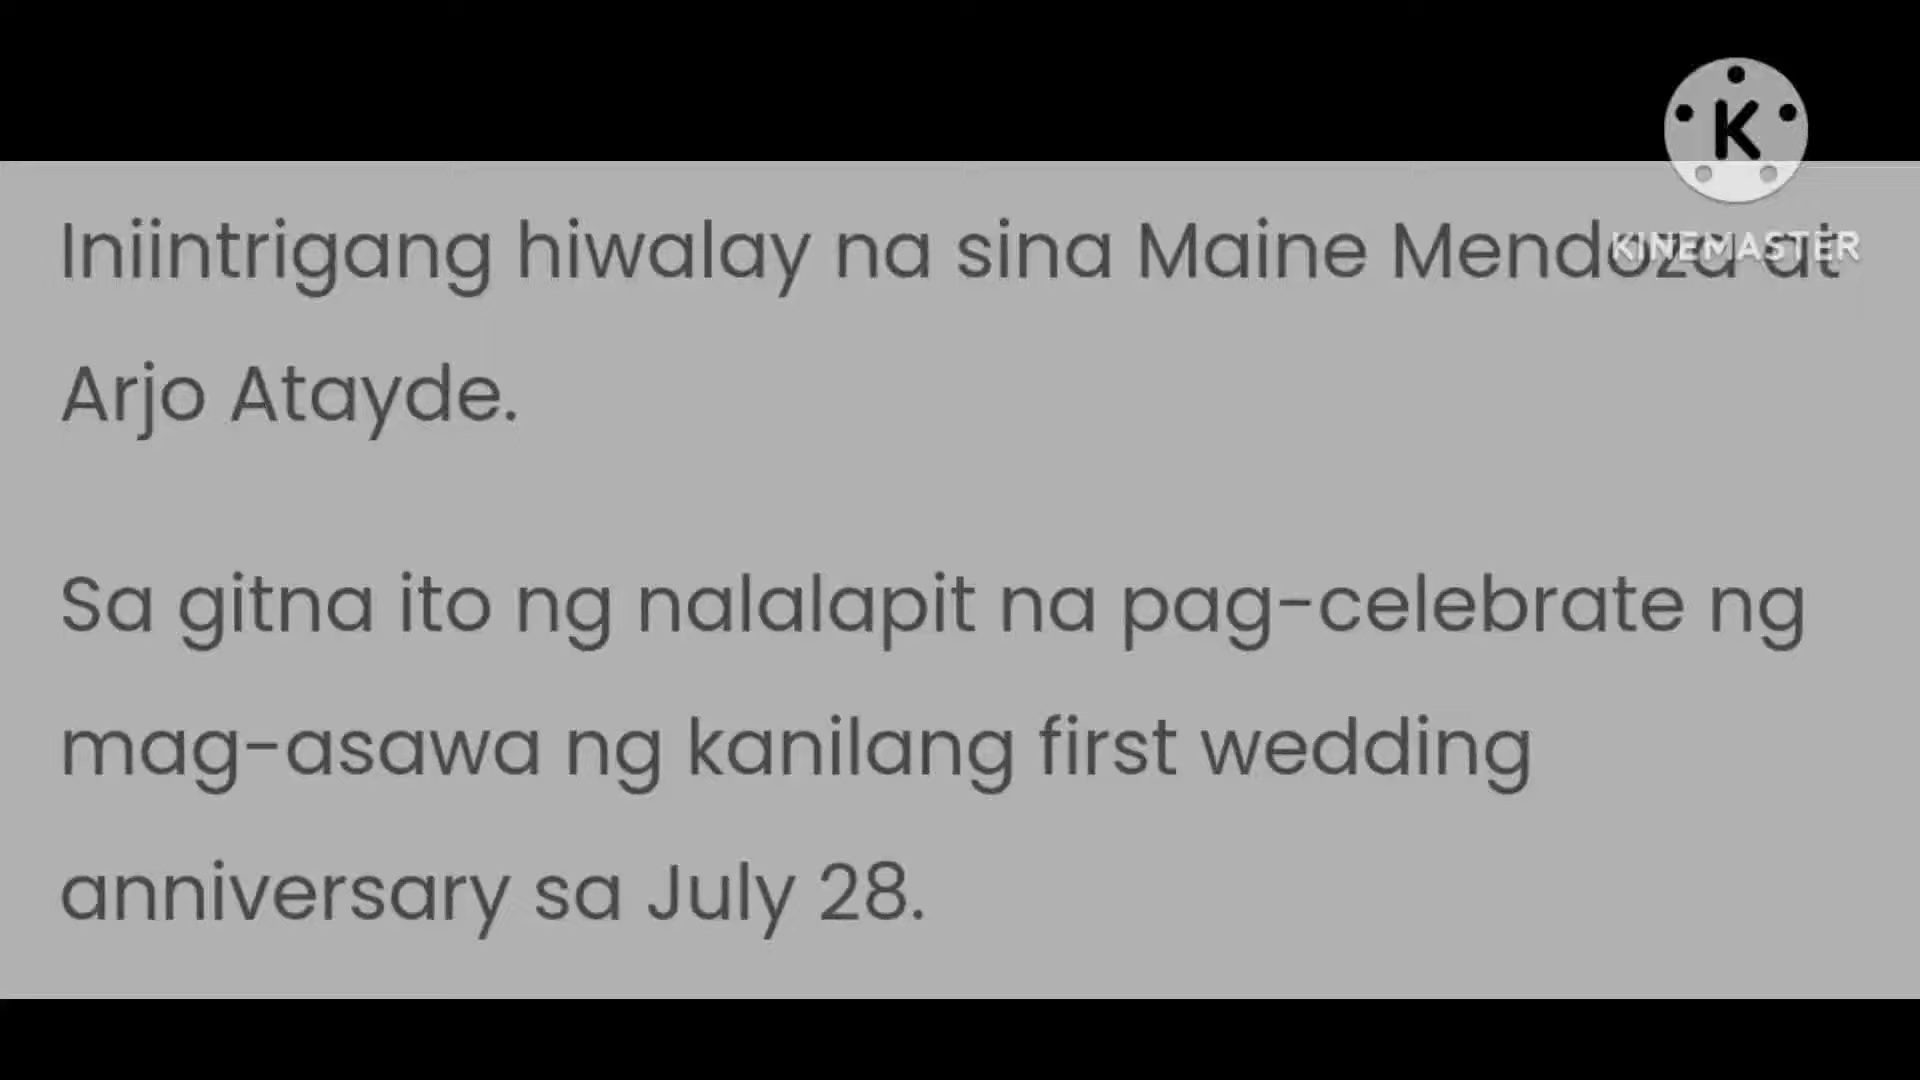 K
KINEMASTER
Iniintrigang hiwalay na sina Maine Mendoza at
Arjo Atayde.
Sa gitna ito ng nalalapit na pag-celebrate ng
mag-asawa ng kanilang first wedding
anniversary sa July 28.